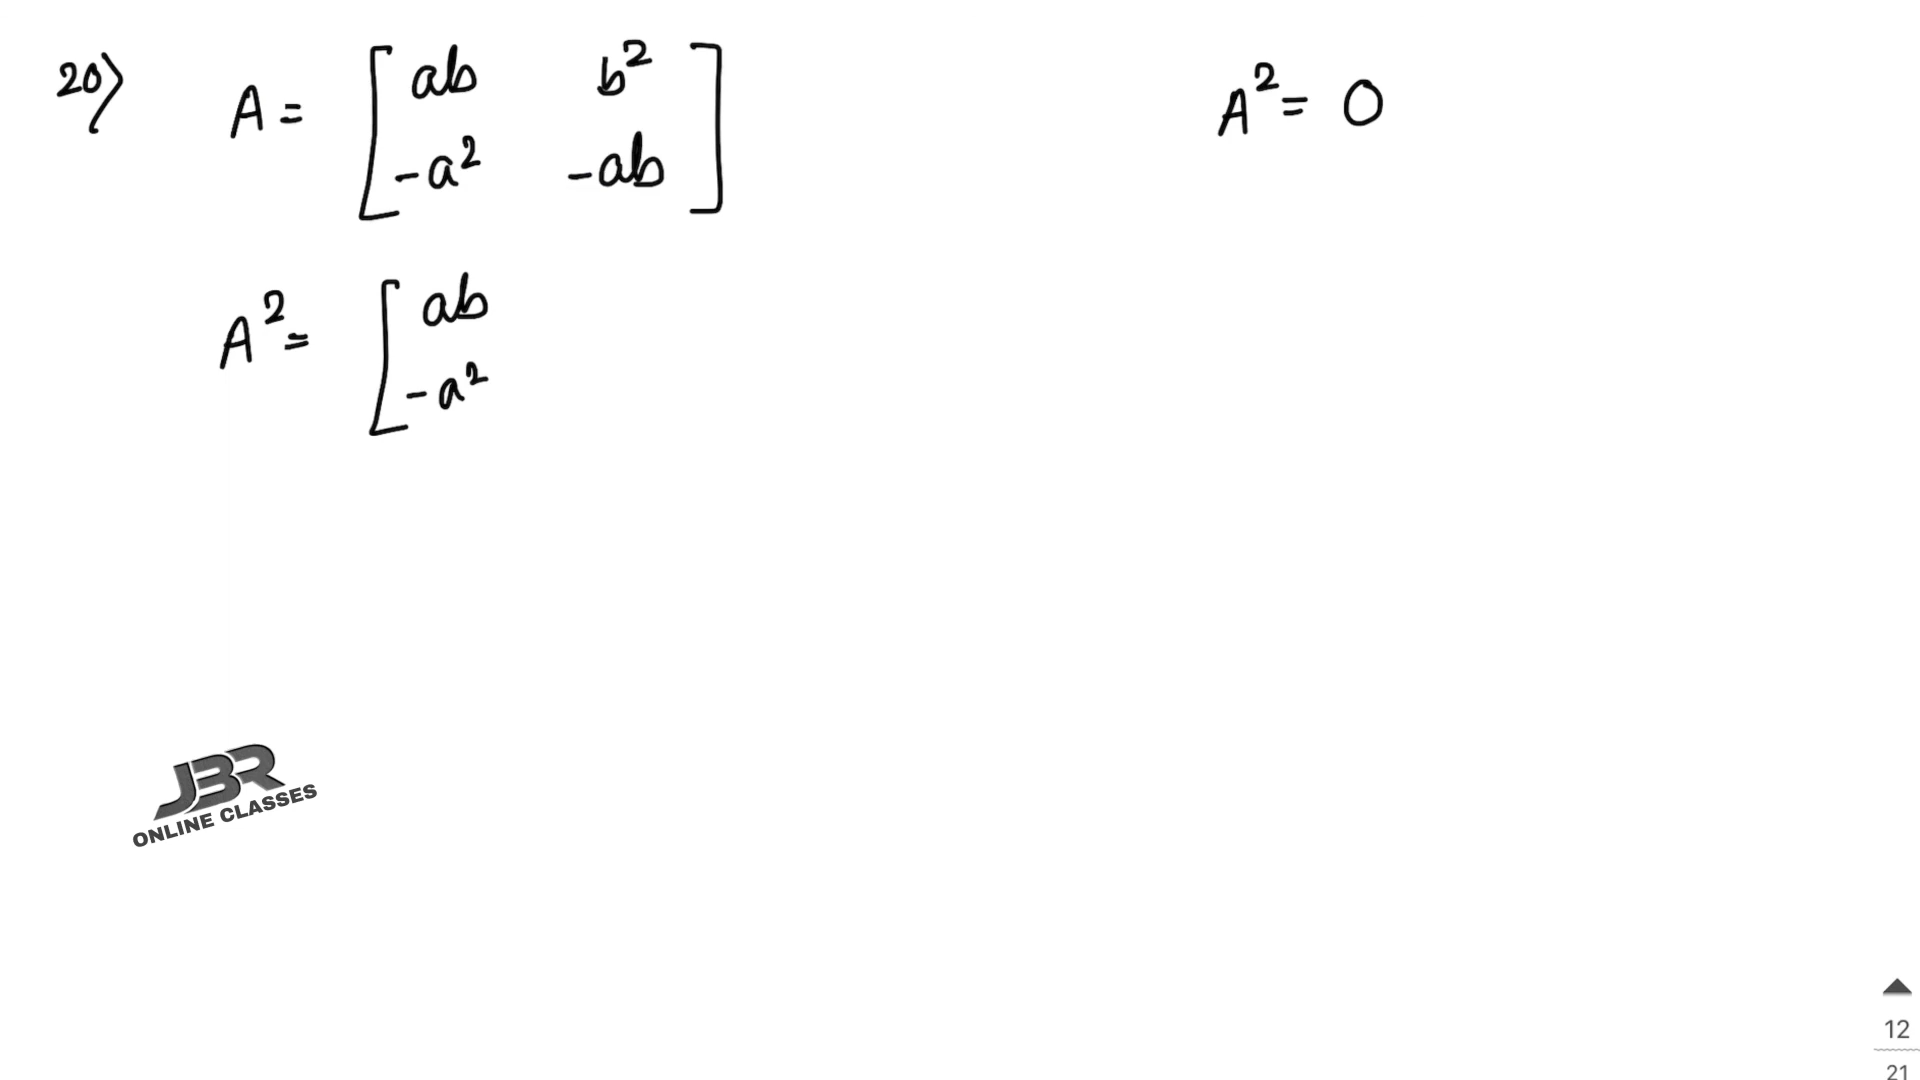 20) A = [ ab b² ] A² = 0
[ -a² -ab ]
A² = [ ab
[ -a²
JBR
ONLINE CLASSES
12
21